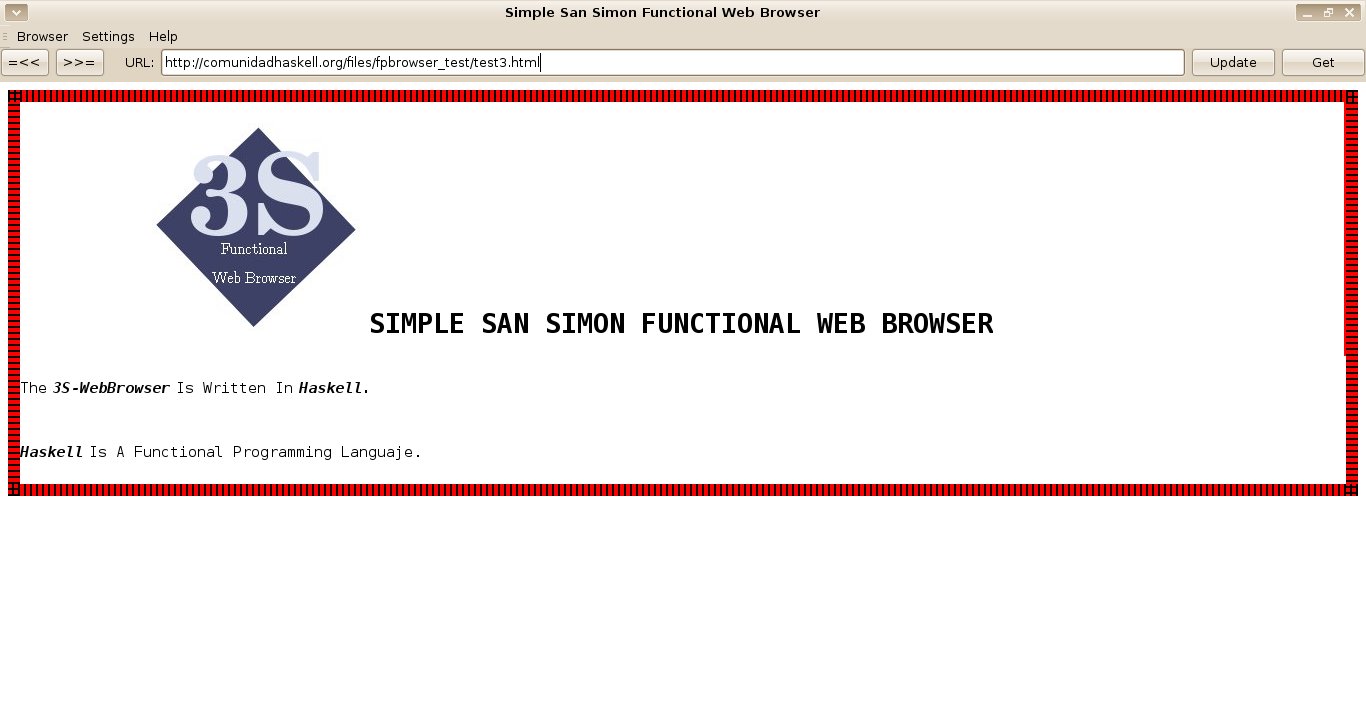 Simple San Simon Functional Web Browser
Browser Settings Help
=<< >>= URL: http://comunidadhaskell.org/files/fpbrowser_test/test3.html Update Get
3S
Functional
Web Browser
SIMPLE SAN SIMON FUNCTIONAL WEB BROWSER
The 3S-WebBrowser Is Written In Haskell.
Haskell Is A Functional Programming Languaje.